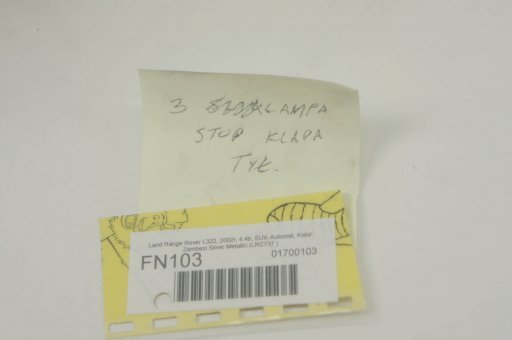 3 LAMPA
STOP KLAPA
TYŁ.
Land Range Rover L322, 2002r. 4.4b, SUV, Automat, Kolor:
Zambezi Silver Metallic (LRC737 )
FN103
01700103